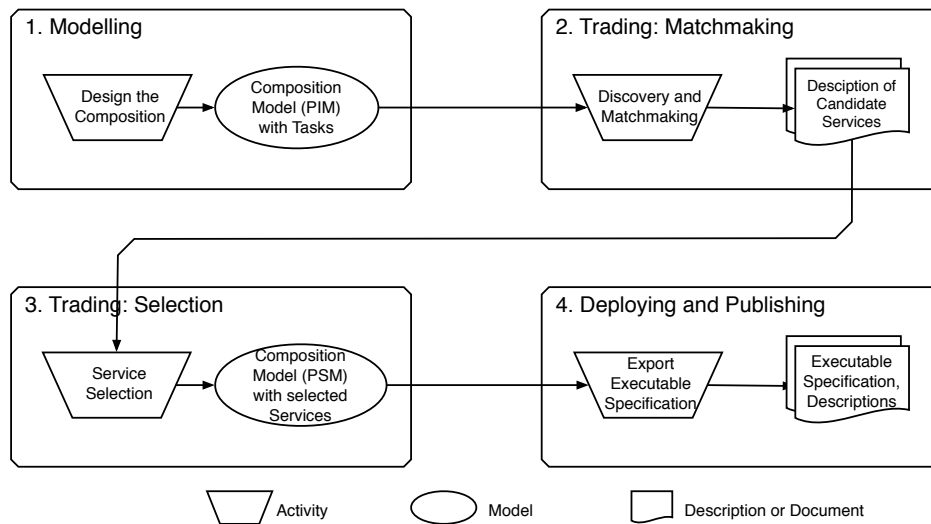 1. Modelling
Design the
Composition
Composition
Model (PIM)
with Tasks
2. Trading: Matchmaking
Discovery and
Matchmaking
Desciption of
Candidate
Services
3. Trading: Selection
Service
Selection
Composition
Model (PSM)
with selected
Services
4. Deploying and Publishing
Export
Executable
Specification
Executable
Specification,
Descriptions
Activity
Model
Description or Document